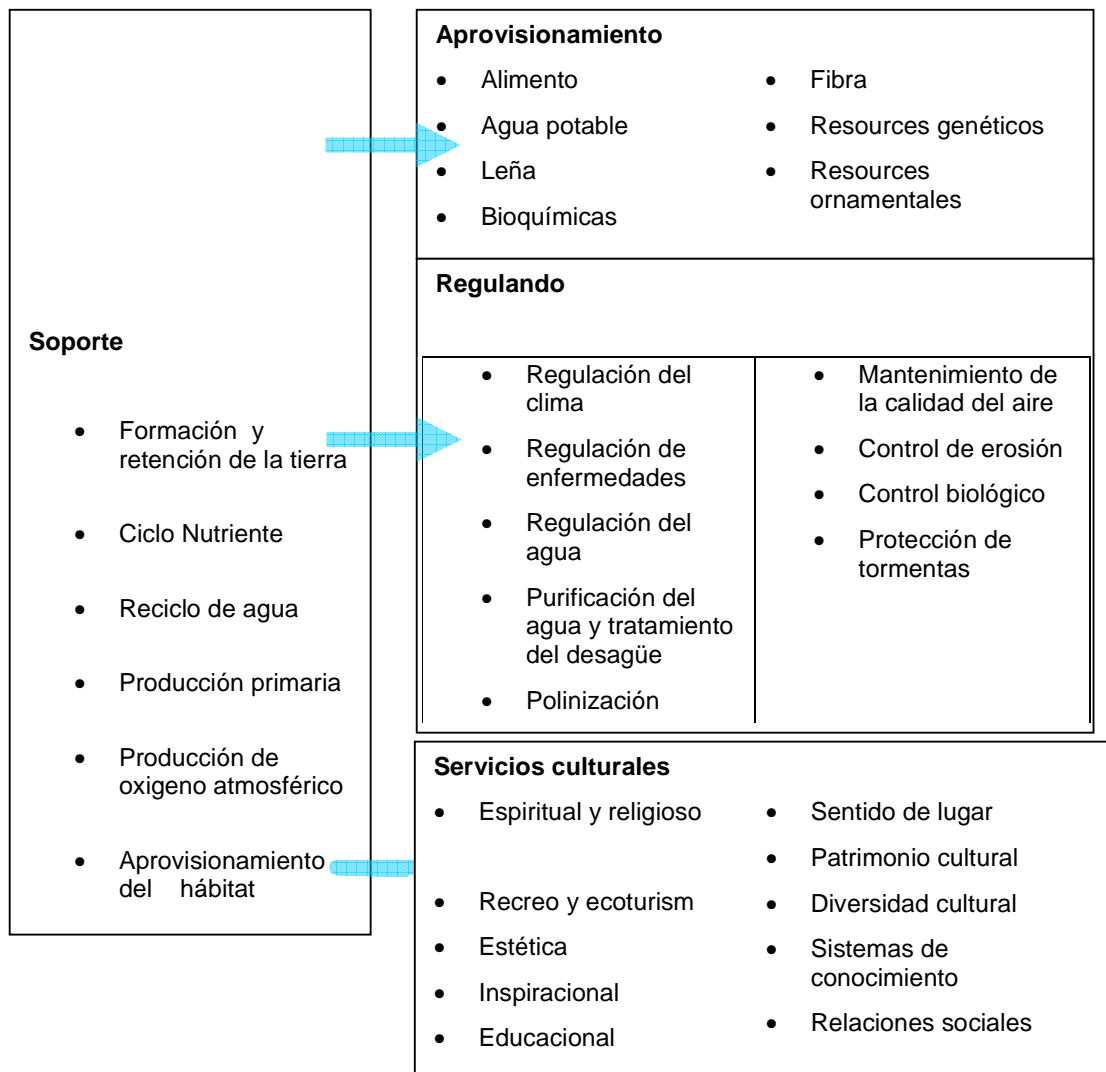 Soporte
• Formación y
retención de la tierra
• Ciclo Nutriente
• Reciclo de agua
• Producción primaria
• Producción de
oxigeno atmosférico
• Aprovisionamiento
del hábitat
Aprovisionamiento
• Alimento
• Agua potable
• Leña
• Bioquímicas
• Fibra
• Resources genéticos
• Resources
ornamentales
Regulando
• Regulación del
clima
• Regulación de
enfermedades
• Regulación del
agua
• Purificación del
agua y tratamiento
del desagüe
• Polinización
• Mantenimiento de
la calidad del aire
• Control de erosión
• Control biológico
• Protección de
tormentas
Servicios culturales
• Espiritual y religioso
• Recreo y ecoturism
• Estética
• Inspiracional
• Educacional
• Sentido de lugar
• Patrimonio cultural
• Diversidad cultural
• Sistemas de
conocimiento
• Relaciones sociales